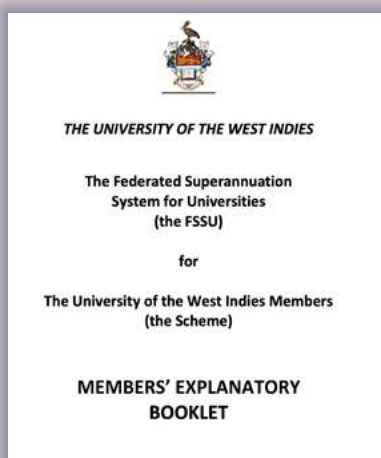 THE UNIVERSITY OF THE WEST INDIES
The Federated Superannuation
System for Universities
(the FSSU)
for
The University of the West Indies Members
(the Scheme)
MEMBERS' EXPLANATORY
BOOKLET